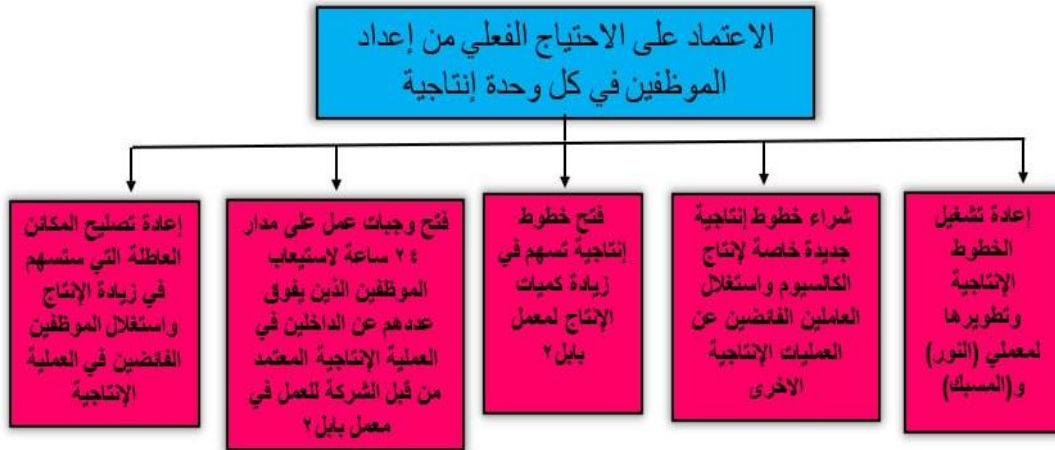 الاعتماد على الاحتياج الفعلي من إعداد
الموظفين في كل وحدة إنتاجية
إعادة تشغيل
الخطوط
الإنتاجية
وتطويرها
لمعملي (النور)
و(المسبك)
شراء خطوط إنتاجية
جديدة خاصة لإنتاج
الكالسيوم واستغلال
العاملين الفائضين عن
العمليات الإنتاجية
الاخرى
فتح خطوط
إنتاجية تسهم في
زيادة كميات
الإنتاج لمعمل
بابل٢
فتح وجبات عمل على مدار
٢٤ ساعة لاستيعاب
الموظفين الذين يفوق
عددهم عن الداخلين في
العملية الإنتاجية المعتمد
من قبل الشركة للعمل في
معمل بابل٢
إعادة تصليح المكائن
العاطلة التي ستسهم
في زيادة الإنتاج
واستغلال الموظفين
الفائضين في العملية
الإنتاجية